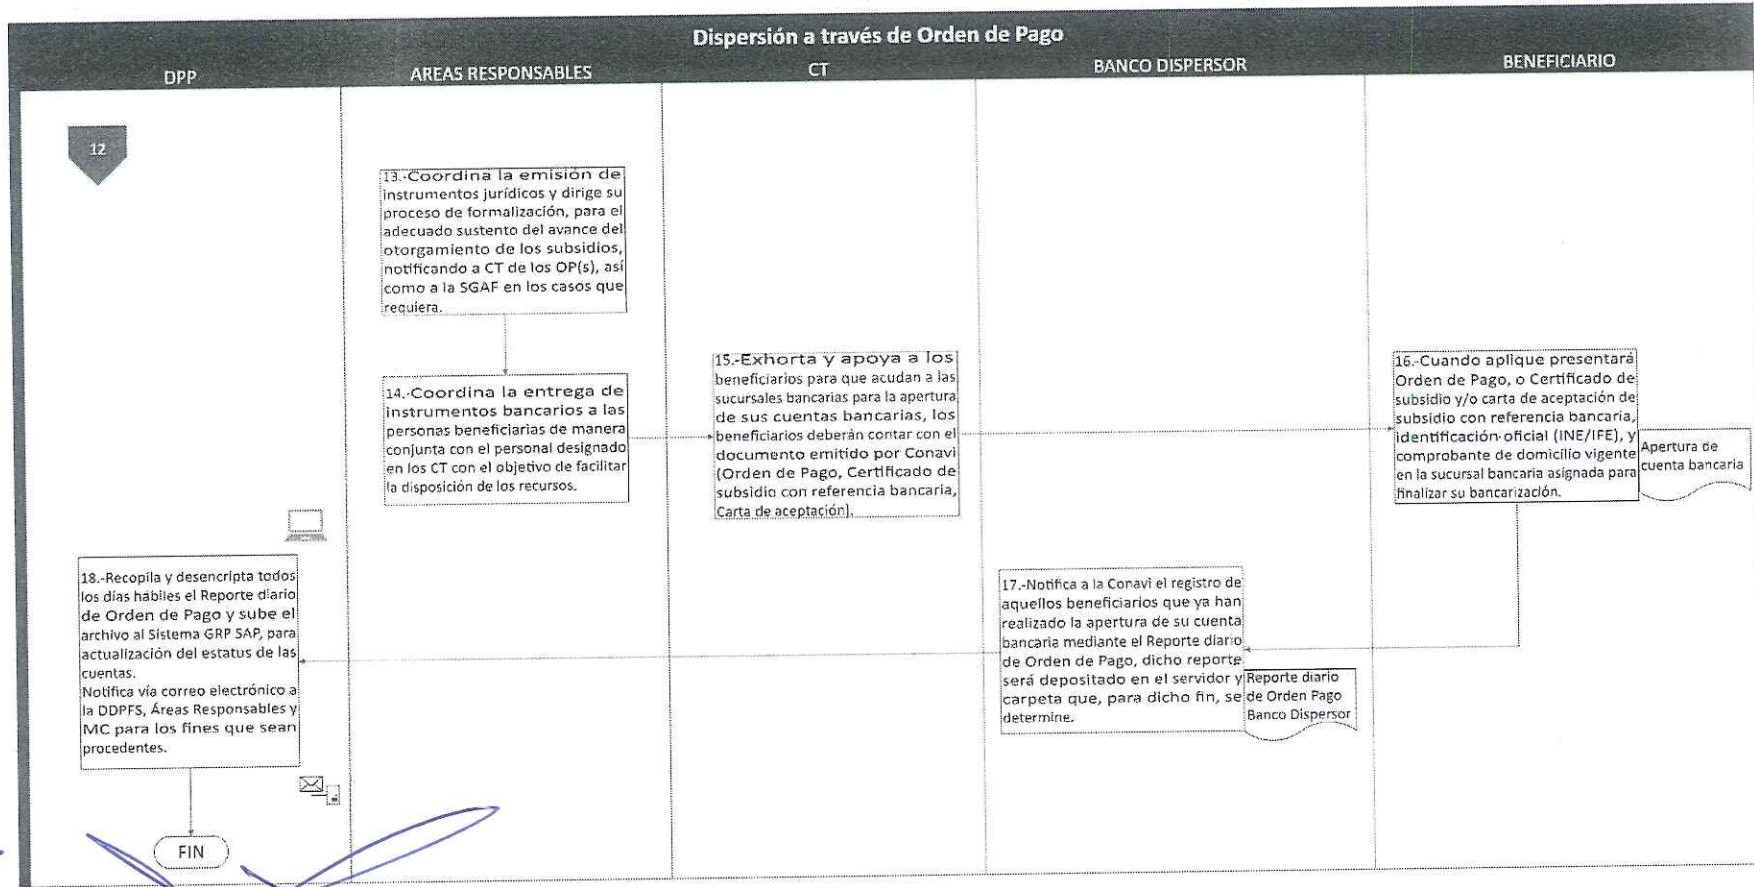 Dispersión a través de Orden de Pago
DPP
AREAS RESPONSABLES
CT
BANCO DISPERSOR
BENEFICIARIO
12
13.-Coordina la emisión de
instrumentos jurídicos y dirige su
proceso de formalización, para el
adecuado sustento del avance del
otorgamiento de los subsidios,
notificando a CT de los OP(s), así
como a la SGAF en los casos que
requiera.
14.-Coordina la entrega de
instrumentos bancarios a las
personas beneficiarias de manera
conjunta con el personal designado
en los CT con el objetivo de facilitar
la disposición de los recursos.
15.-Exhorta y apoya a los
beneficiarios para que acudan a las
sucursales bancarias para la apertura
de sus cuentas bancarias, los
beneficiarios deberán contar con el
documento emitido por Conavi
(Orden de Pago, Certificado de
subsidio con referencia bancaria,
Carta de aceptación).
16.-Cuando aplique presentará
Orden de Pago, o Certificado de
subsidio y/o carta de aceptación de
subsidio con referencia bancaria,
identificación oficial (INE/IFE), y
comprobante de domicilio vigente
en la sucursal bancaria asignada para
finalizar su bancarización.
Apertura de
cuenta bancaria
17.-Notifica a la Conavi el registro de
aquellos beneficiarios que ya han
realizado la apertura de su cuenta
bancaria mediante el Reporte diario
de Orden de Pago, dicho reporte
será depositado en el servidor y
carpeta que, para dicho fin, se
determine.
Reporte diario
de Orden Pago
Banco Dispersor
18.-Recopila y desencripta todos
los días hábiles el Reporte diario
de Orden de Pago y sube el
archivo al Sistema GRP SAP, para
actualización del estatus de las
cuentas.
Notifica vía correo electrónico a
la DDPFS, Áreas Responsables y
MC para los fines que sean
procedentes.
FIN